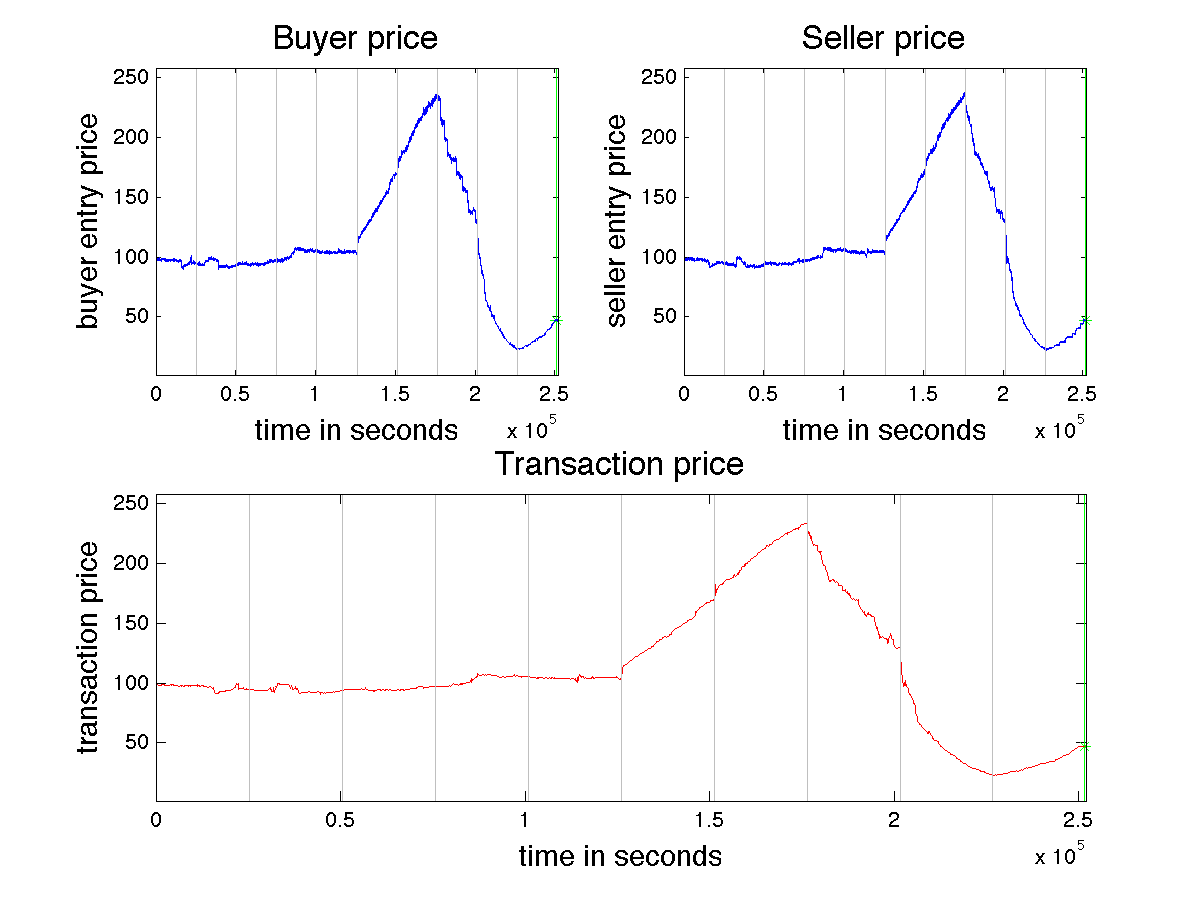 Buyer price
250
200
150
100
50
buyer entry price
0 0.5 1 1.5 2 2.5
x 10^5
time in seconds
Seller price
250
200
150
100
50
seller entry price
0 0.5 1 1.5 2 2.5
x 10^5
time in seconds
Transaction price
250
200
150
100
50
transaction price
0 0.5 1 1.5 2 2.5
x 10^5
time in seconds